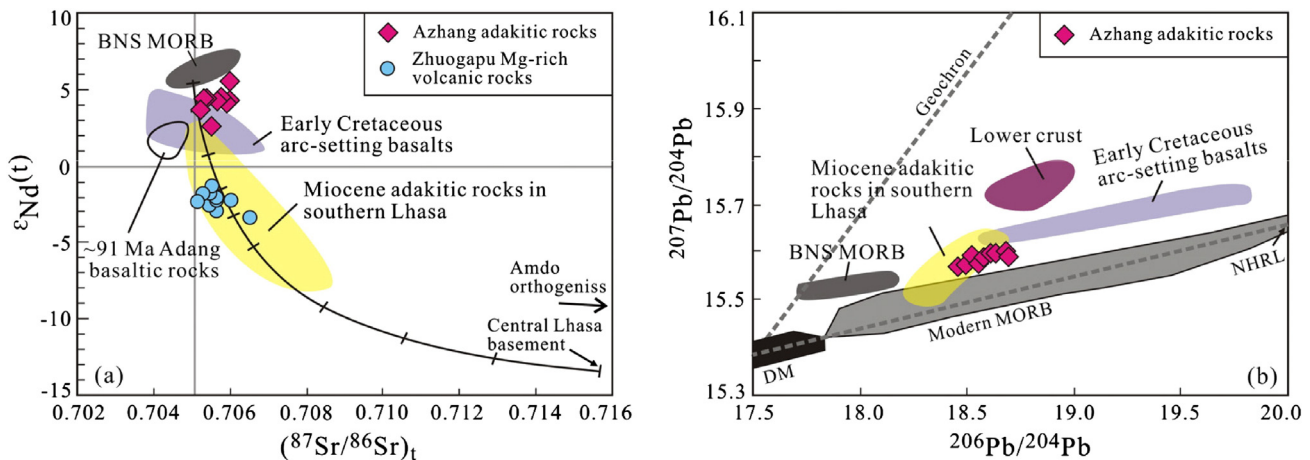 10
5
0
-5
-10
-15
εNd(t)
BNS MORB
Azhang adakitic rocks
Zhuogapu Mg-rich
volcanic rocks
Early Cretaceous
arc-setting basalts
Miocene adakitic rocks in
southern Lhasa
~91 Ma Adang
basaltic rocks
Amdo
orthogeniss
Central Lhasa
basement
(a)
0.702 0.704 0.706 0.708 0.710 0.712 0.714 0.716
(87Sr/86Sr)t
16.1
15.9
15.7
15.5
15.3
207Pb/204Pb
Azhang adakitic rocks
Geochron
Lower crust
Early Cretaceous
arc-setting basalts
Miocene adakitic
rocks in southern
Lhasa
BNS MORB
NHRL
Modern MORB
DM
(b)
17.5 18.0 18.5 19.0 19.5 20.0
206Pb/204Pb